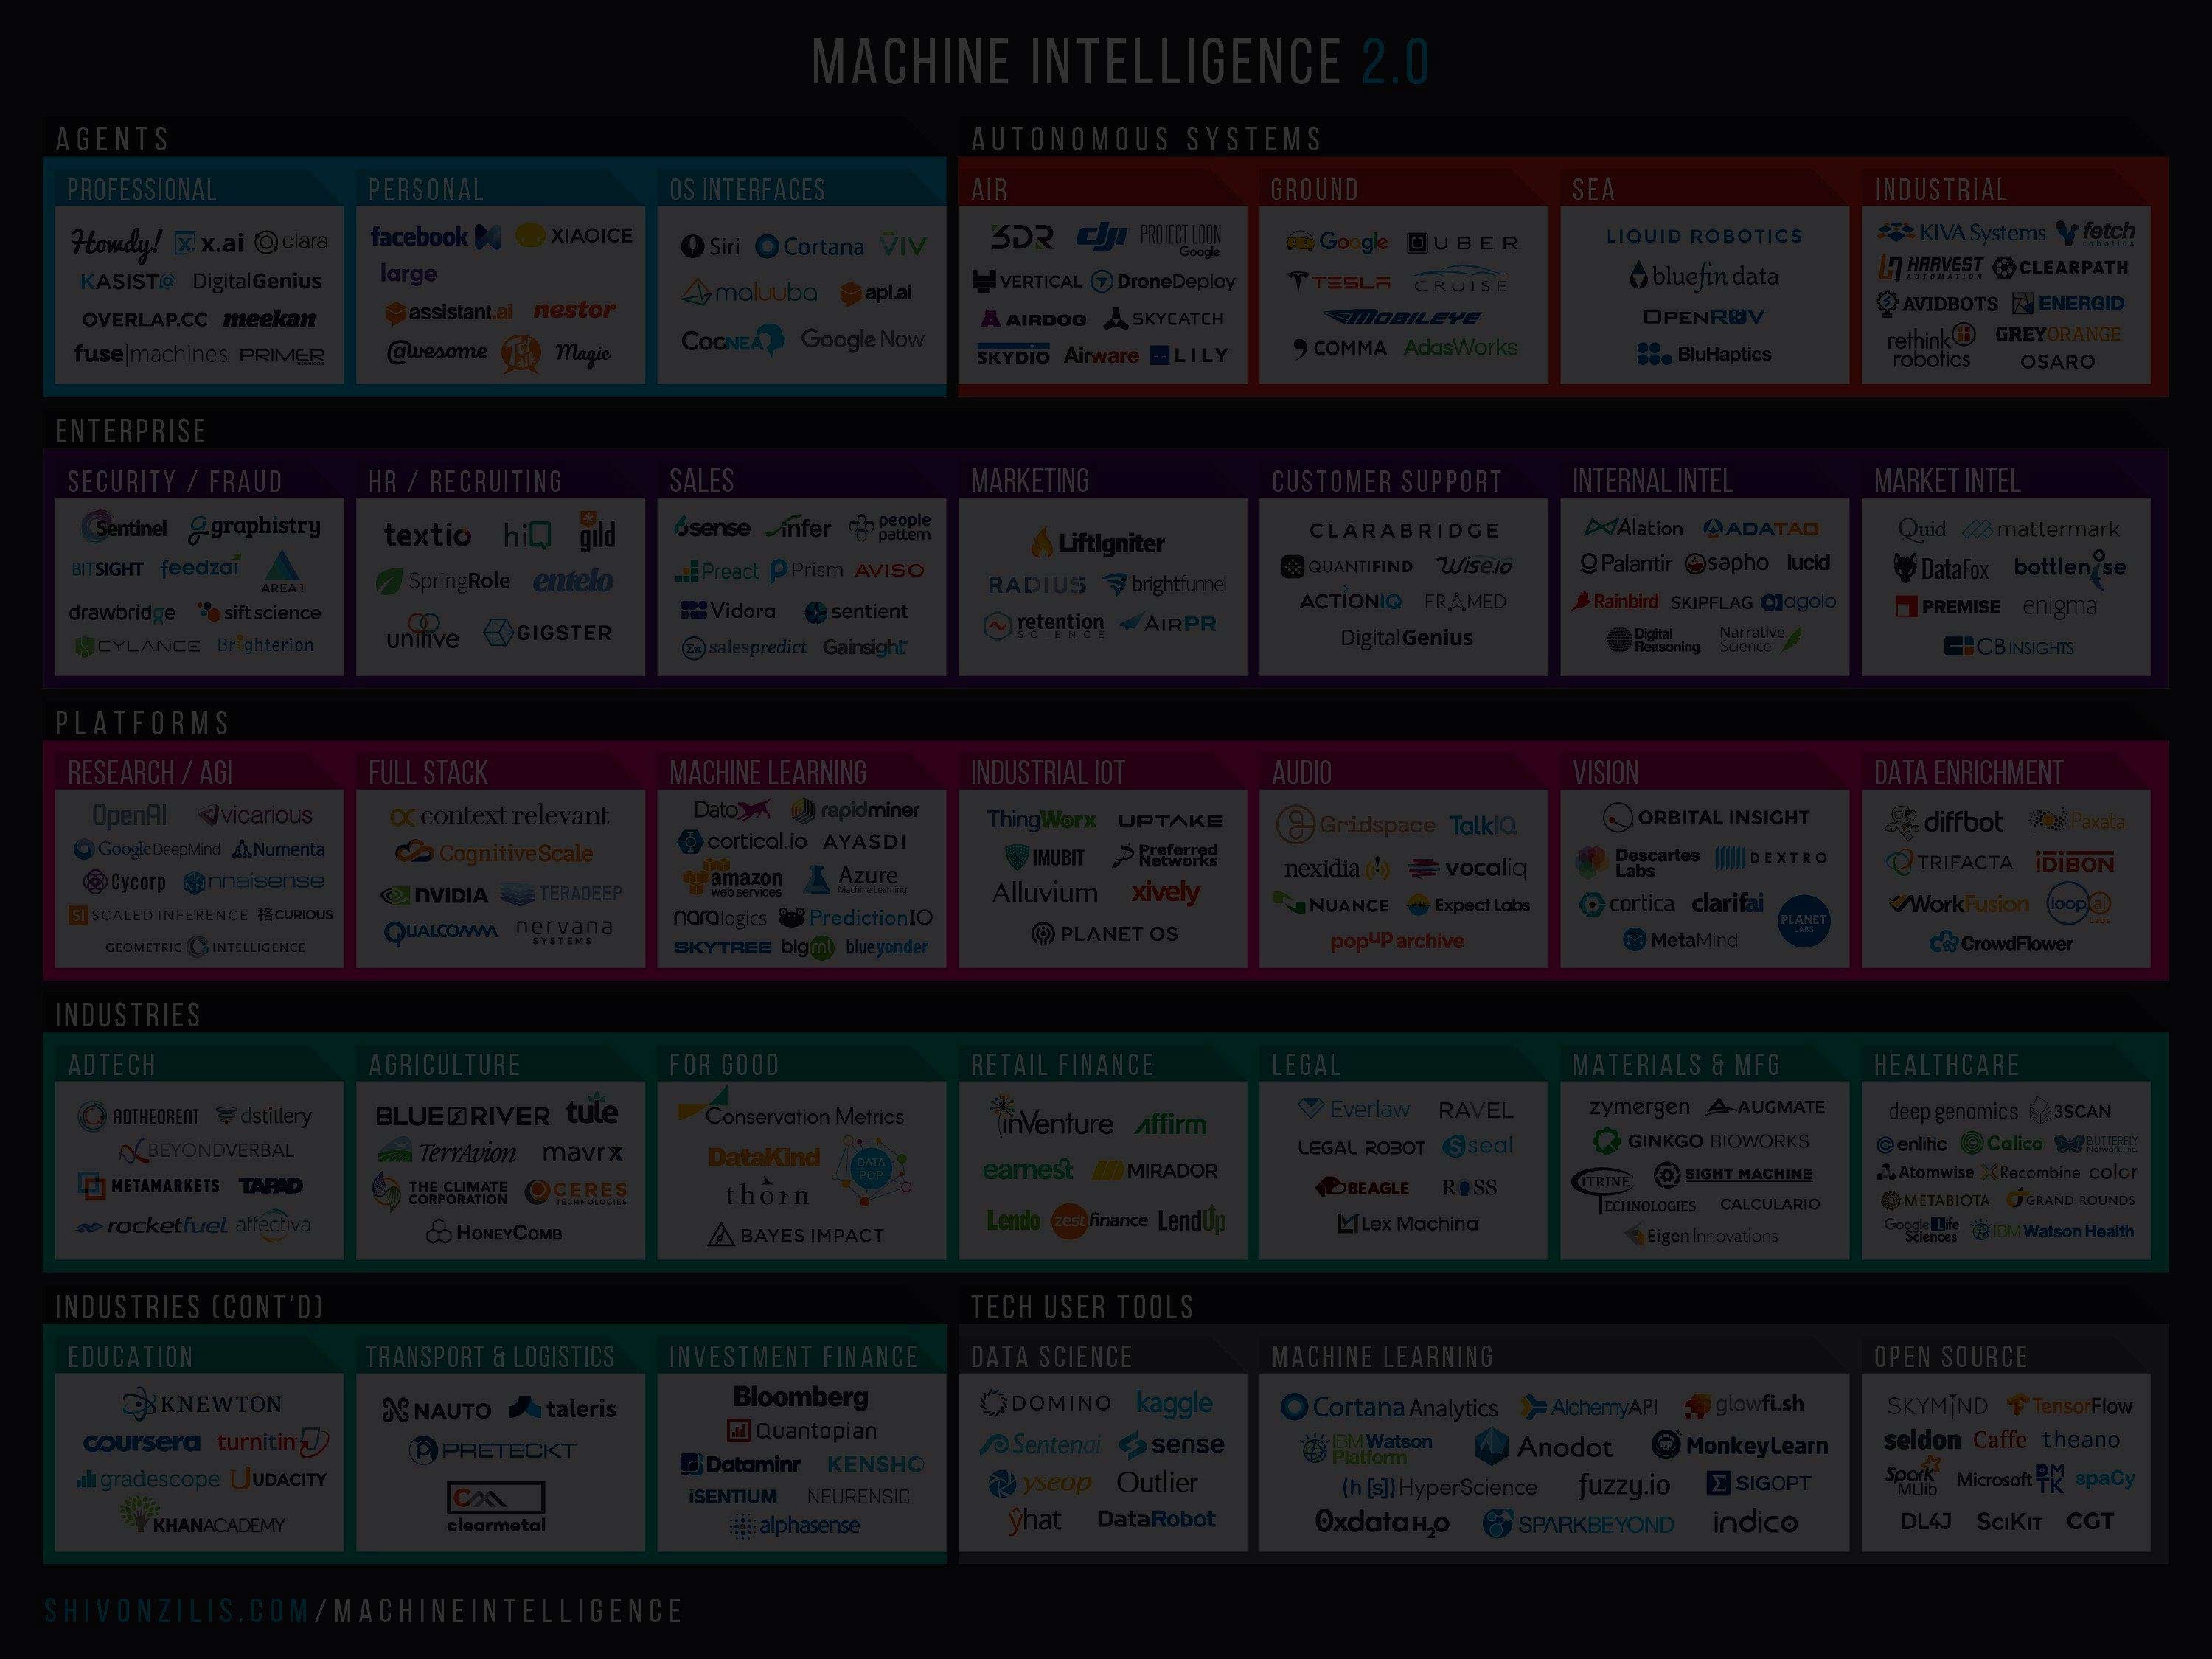 MACHINE INTELLIGENCE 2.0
AGENTS
PROFESSIONAL
Howdy! x.ai clara
KASISTO DigitalGenius
OVERLAP.CC meekan
fuse|machines PRIMER
PERSONAL
facebook M XIAOICE
large
assistant.ai nestor
@wesome Magic
OS INTERFACES
Siri Cortana VIV
maluuba api.ai
COGNEA Google Now
AUTONOMOUS SYSTEMS
AIR
3DR dji PROJECT LOON
Google
VERTICAL DroneDeploy
AIRDOG SKYCATCH
SKYDIO Airware LILY
GROUND
Google UBER
TESLA CRUISE
MOBILEYE
COMMA AdasWorks
SEA
LIQUID ROBOTICS
bluefin data
OPENROV
BluHaptics
INDUSTRIAL
KIVA Systems fetch
robotics
HARVEST CLEARPATH
AUTOMATION
AVIDBOTS ENERGID
rethink GREYORANGE
robotics OSARO
ENTERPRISE
SECURITY / FRAUD
Sentinel graphistry
BITSIGHT feedzai
AREA 1
drawbridge sift science
CYLANCE Brighterion
HR / RECRUITING
textio hiQ gild
SpringRole entelo
unitive GIGSTER
SALES
6sense infer people
pattern
Preact Prism AVISO
Vidora sentient
salespredict Gainsight
MARKETING
LiftIgniter
RADIUS brightfunnel
retention AIRPR
SCIENCE
CUSTOMER SUPPORT
CLARABRIDGE
QUANTIFIND Wise.io
ACTIONIQ FRAMED
DigitalGenius
INTERNAL INTEL
Alation ADATAO
Palantir sapho lucid
Rainbird SKIPFLAG agolo
Digital Narrative
Reasoning Science
MARKET INTEL
Quid mattermark
DataFox bottlenose
PREMISE enigma
CB INSIGHTS
PLATFORMS
RESEARCH / AGI
OpenAI vicarious
Google DeepMind Numenta
Cycorp nnaisense
SI SCALED INFERENCE 格 CURIOUS
GEOMETRIC INTELLIGENCE
FULL STACK
context relevant
CognitiveScale
NVIDIA TERADEEP
QUALCOMM nervana
SYSTEMS
MACHINE LEARNING
Dato rapidminer
cortical.io AYASDI
amazon Azure
web services Machine Learning
nara logics PredictionIO
SKYTREE bigml blueyonder
INDUSTRIAL IOT
ThingWorx UPTAKE
IMUBIT Preferred
Networks
Alluvium xively
PLANET OS
AUDIO
Gridspace TalkIQ
nexidia vocaliq
NUANCE Expect Labs
popup archive
VISION
ORBITAL INSIGHT
Descartes DEXTRO
Labs
cortica clarifai PLANET
LABS
MetaMind
DATA ENRICHMENT
diffbot Paxata
TRIFACTA IDIBON
WorkFusion loop ai
Labs
CrowdFlower
INDUSTRIES
ADTECH
ADTHEORENT dstillery
BEYONDVERBAL
METAMARKETS TAPAD
rocketfuel affectiva
AGRICULTURE
BLUE RIVER tule
TerrAvion mavrx
THE CLIMATE CERES
CORPORATION TECHNOLOGIES
HONEYCOMB
FOR GOOD
Conservation Metrics
DataKind DATA
POP
thorn
BAYES IMPACT
RETAIL FINANCE
inVenture affirm
earnest MIRADOR
Lendo zestfinance LendUp
LEGAL
Everlaw RAVEL
LEGAL ROBOT seal
BEAGLE ROSS
Lex Machina
MATERIALS & MFG
zymergen AUGMATE
GINKGO BIOWORKS
CITRINE SIGHT MACHINE
TECHNOLOGIES CALCULARIO
Eigen Innovations
HEALTHCARE
deep genomics 3SCAN
enlitic Calico BUTTERFLY
Network, Inc.
Atomwise Recombine color
METABIOTA GRAND ROUNDS
Google Life IBM Watson Health
Sciences
INDUSTRIES (CONT'D)
EDUCATION
KNEWTON
coursera turnitin
gradescope UDACITY
KHANACADEMY
TRANSPORT & LOGISTICS
NAUTO taleris
PRETECKT
clearmetal
INVESTMENT FINANCE
Bloomberg
Quantopian
Dataminr KENSHO
iSENTIUM NEURENSIC
alphasense
TECH USER TOOLS
DATA SCIENCE
DOMINO kaggle
Sentenai sense
yseop Outlier
ŷhat DataRobot
MACHINE LEARNING
Cortana Analytics AlchemyAPI glowfi.sh
IBM Watson Anodot MonkeyLearn
Platform
(h[s]) HyperScience fuzzy.io SIGOPT
0xdata H2O SPARKBEYOND indico
OPEN SOURCE
SKYMIND TensorFlow
seldon Caffe theano
Spark Microsoft DMTK spaCy
MLlib
DL4J SCIKIT CGT
SHIVONZILIS.COM/MACHINEINTELLIGENCE